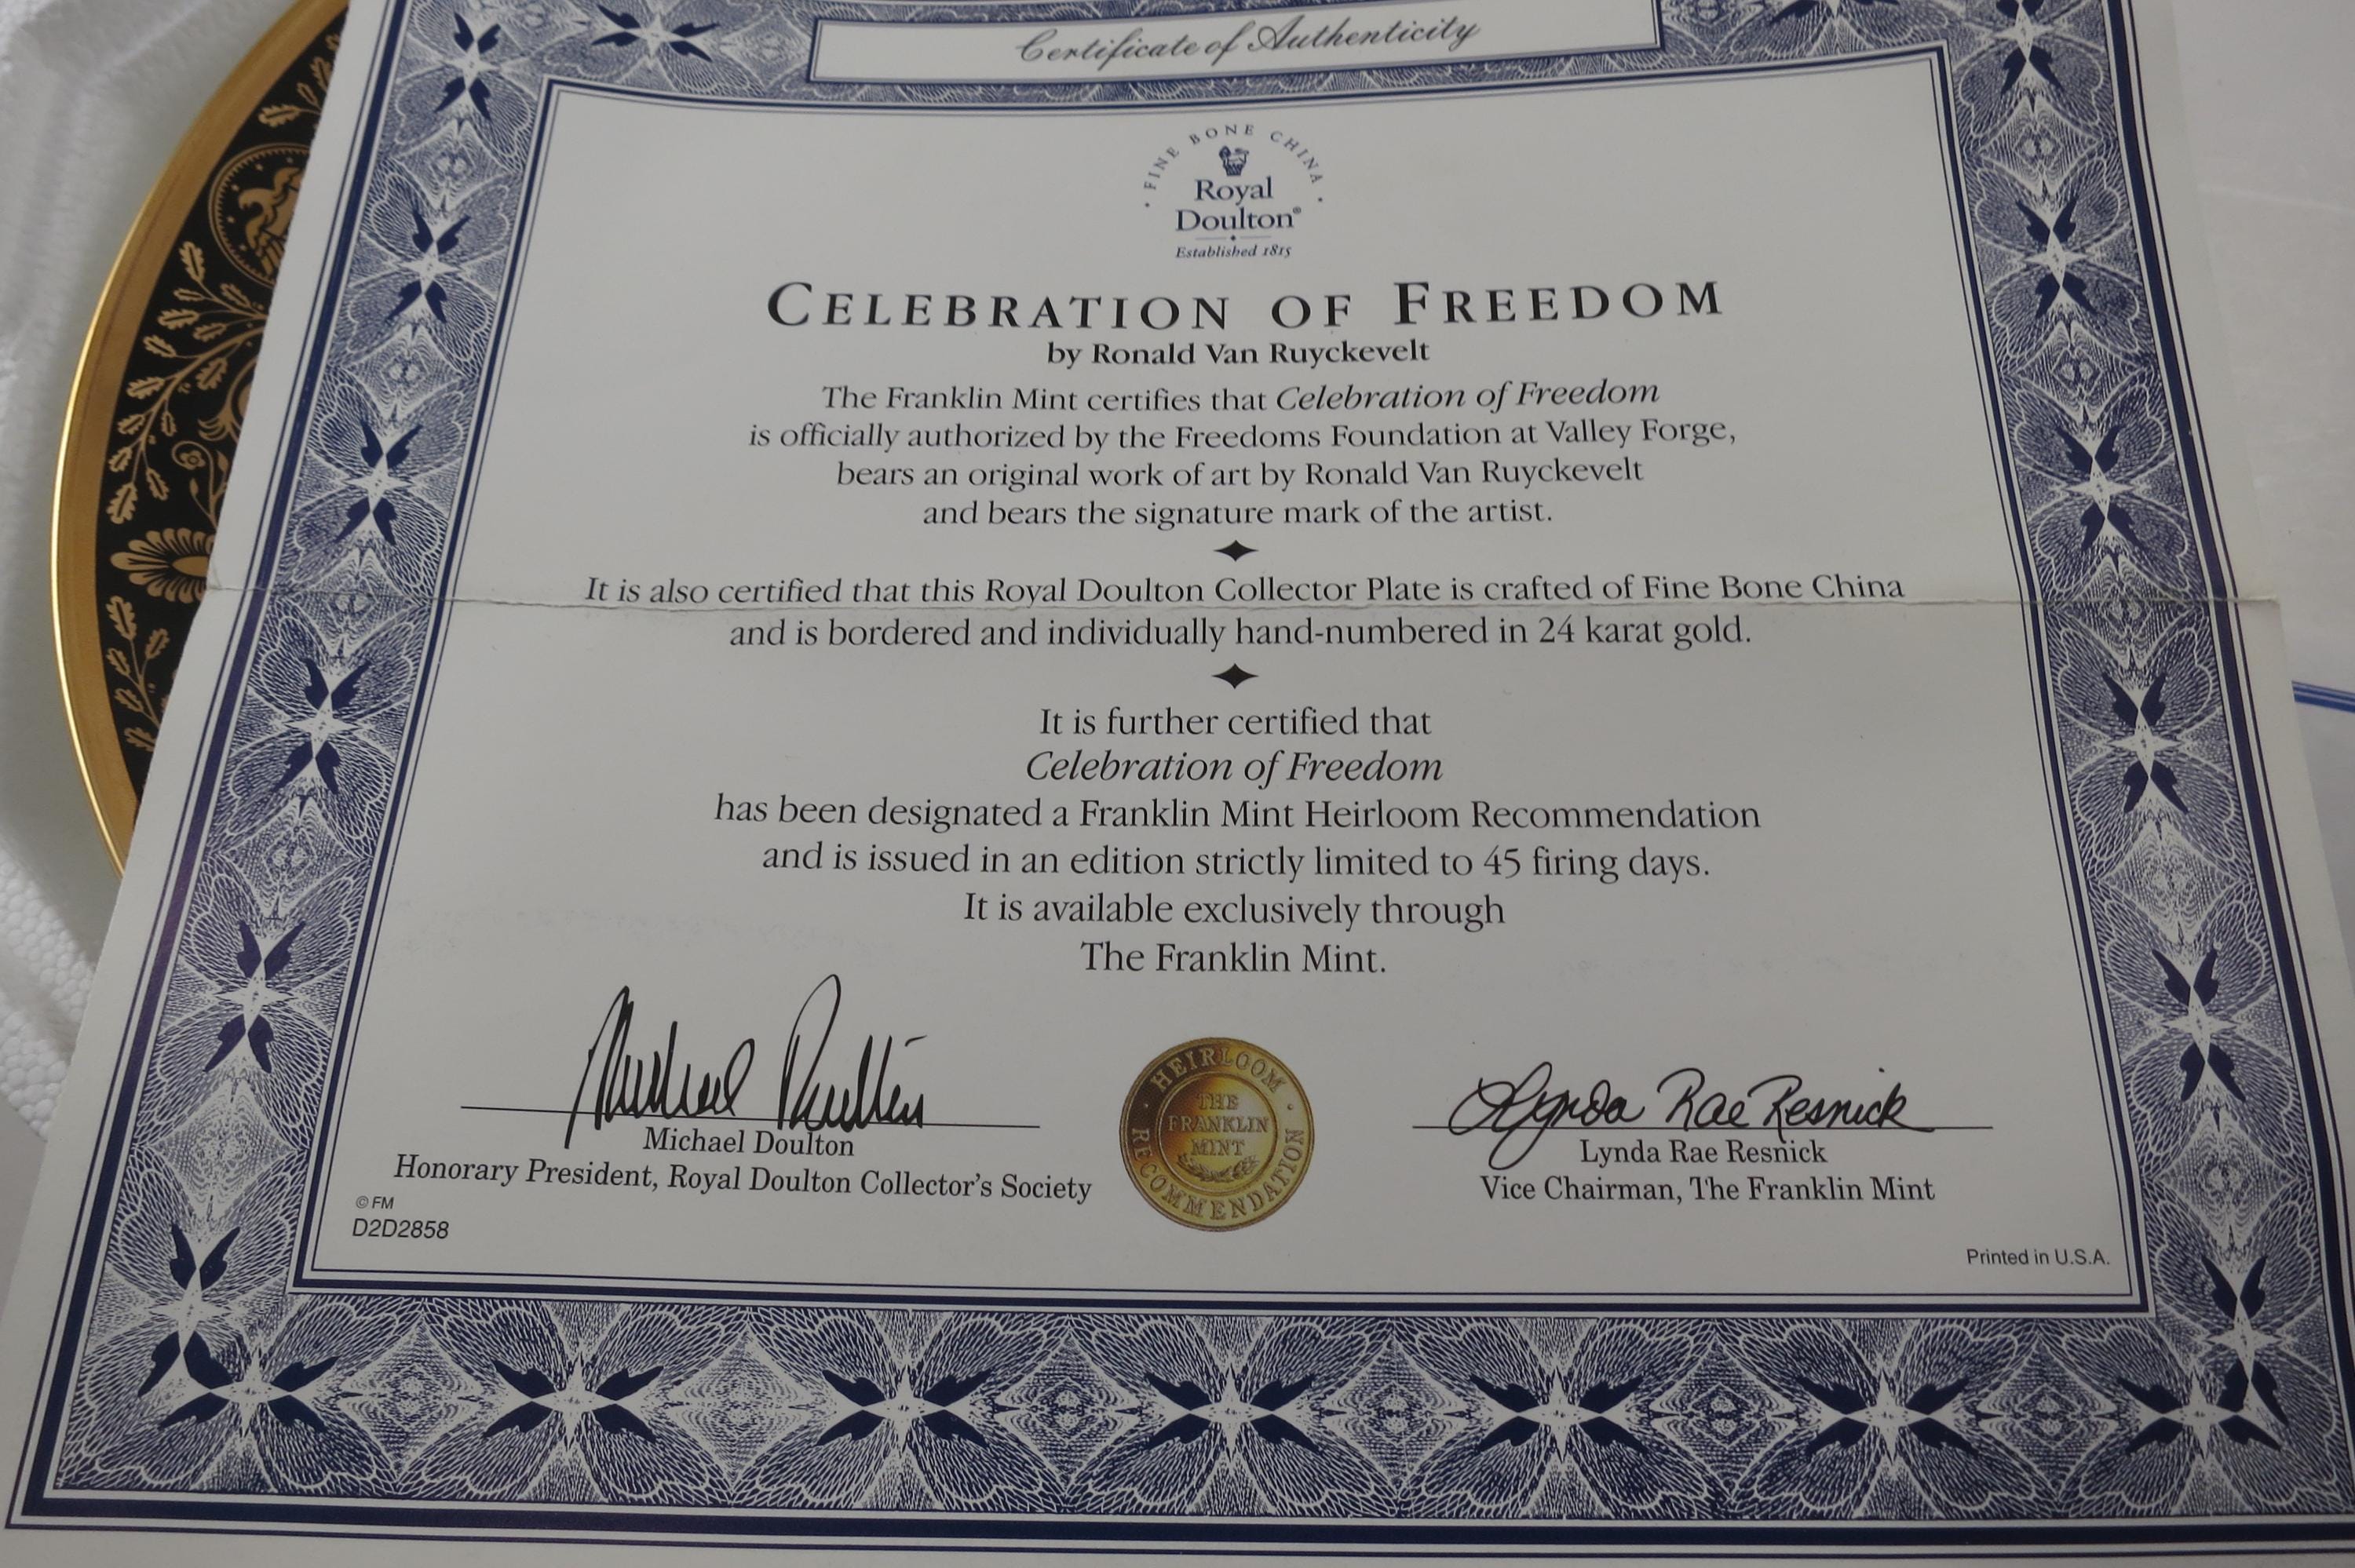 Certificate of Authenticity
· FINE BONE CHINA ·
Royal
Doulton®
Established 1815
CELEBRATION OF FREEDOM
by Ronald Van Ruyckevelt
The Franklin Mint certifies that Celebration of Freedom
is officially authorized by the Freedoms Foundation at Valley Forge,
bears an original work of art by Ronald Van Ruyckevelt
and bears the signature mark of the artist.
It is also certified that this Royal Doulton Collector Plate is crafted of Fine Bone China
and is bordered and individually hand-numbered in 24 karat gold.
It is further certified that
Celebration of Freedom
has been designated a Franklin Mint Heirloom Recommendation
and is issued in an edition strictly limited to 45 firing days.
It is available exclusively through
The Franklin Mint.
Michael Doulton
Michael Doulton
Honorary President, Royal Doulton Collector's Society
© FM
D2D2858
· HEIRLOOM ·
RECOMMENDATION
THE
FRANKLIN
MINT
Lynda Rae Resnick
Lynda Rae Resnick
Vice Chairman, The Franklin Mint
Printed in U.S.A.